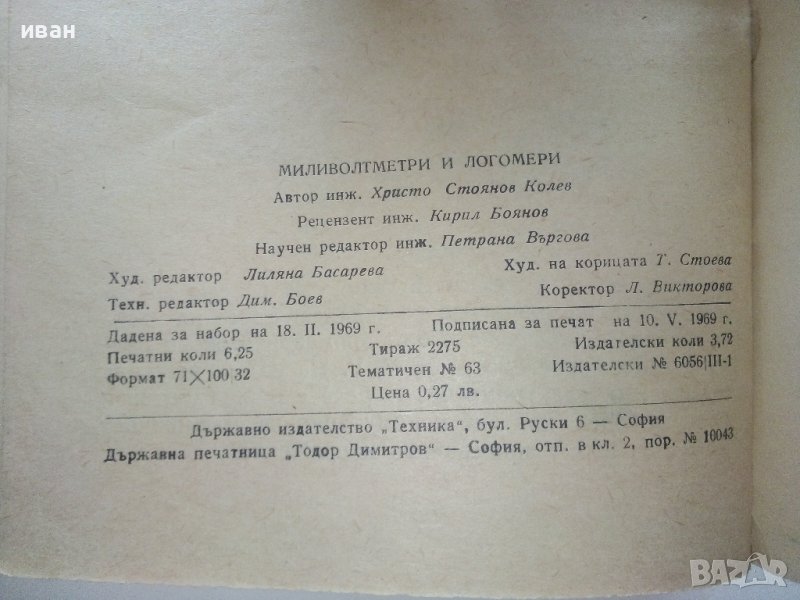 иван
МИЛИВОЛТМЕТРИ И ЛОГОМЕРИ
Автор инж. Христо Стоянов Колев
Рецензент инж. Кирил Боянов
Научен редактор инж. Петрана Въргова
Худ. редактор Лиляна Басарева Худ. на корицата Т. Стоева
Техн. редактор Дим. Боев Коректор Л. Викторова
Дадена за набор на 18. II. 1969 г. Подписана за печат на 10. V. 1969 г.
Печатни коли 6,25 Тираж 2275 Издателски коли 3,72
Формат 71×100|32 Тематичен № 63 Издателски № 6056|III-1
Цена 0,27 лв.
Държавно издателство „Техника“, бул. Руски 6 — София
Държавна печатница „Тодор Димитров“ — София, отп. в кл. 2, пор. № 10043
BAZAR